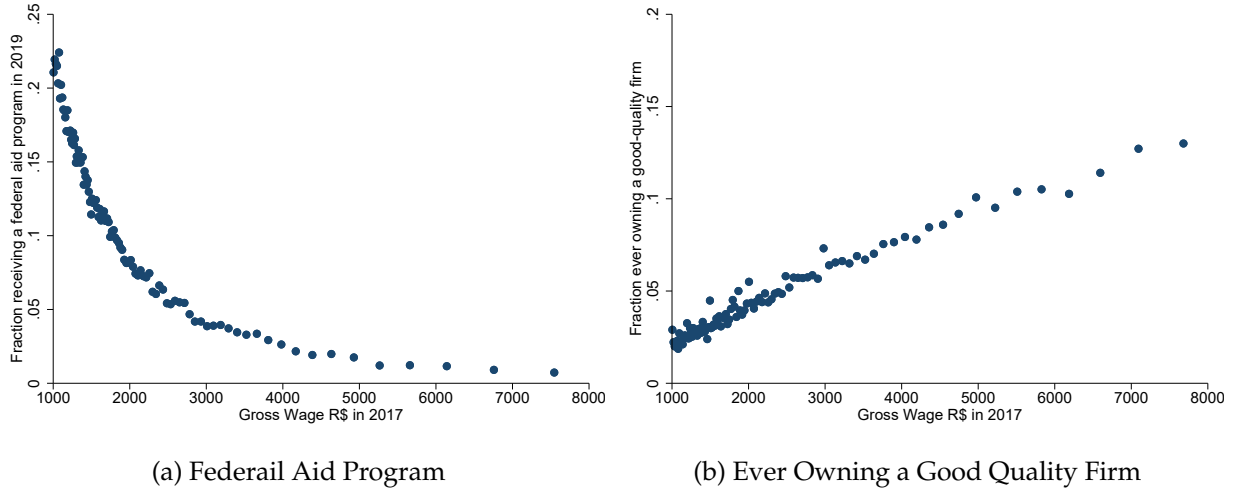 Fraction receiving a federal aid program in 2019
0 .05 .1 .15 .2 .25
1000 2000 3000 4000 5000 6000 7000 8000
Gross Wage R$ in 2017
(a) Federail Aid Program
Fraction ever owning a good-quality firm
0 .05 .1 .15 .2
1000 2000 3000 4000 5000 6000 7000 8000
Gross Wage R$ in 2017
(b) Ever Owning a Good Quality Firm